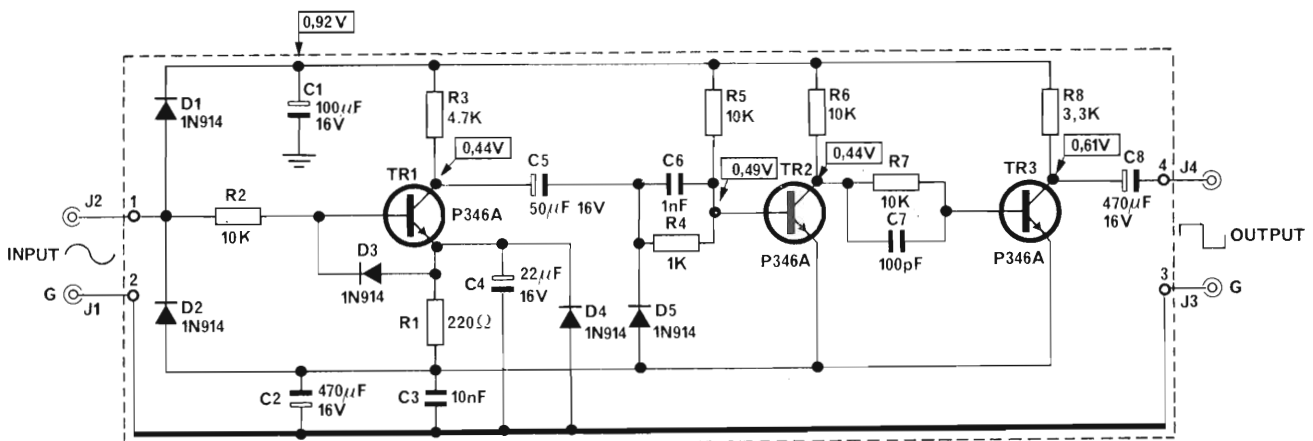 0,92V
D1
1N914
C1
100µF
16V
R3
4.7K
R5
10K
R6
10K
R8
3,3K
0,44V
0,61V
TR1
C5
50µF 16V
C6
1nF
0,49V
TR2
0,44V
R7
10K
TR3
C8
470µF
16V
4
J4
J2
1
R2
10K
P346A
R4
1K
C7
100pF
INPUT
OUTPUT
D3
1N914
C4
22µF
16V
P346A
P346A
G
J1
2
D2
1N914
R1
220Ω
D4
1N914
D5
1N914
3
G
J3
C2
470µF
16V
C3
10nF